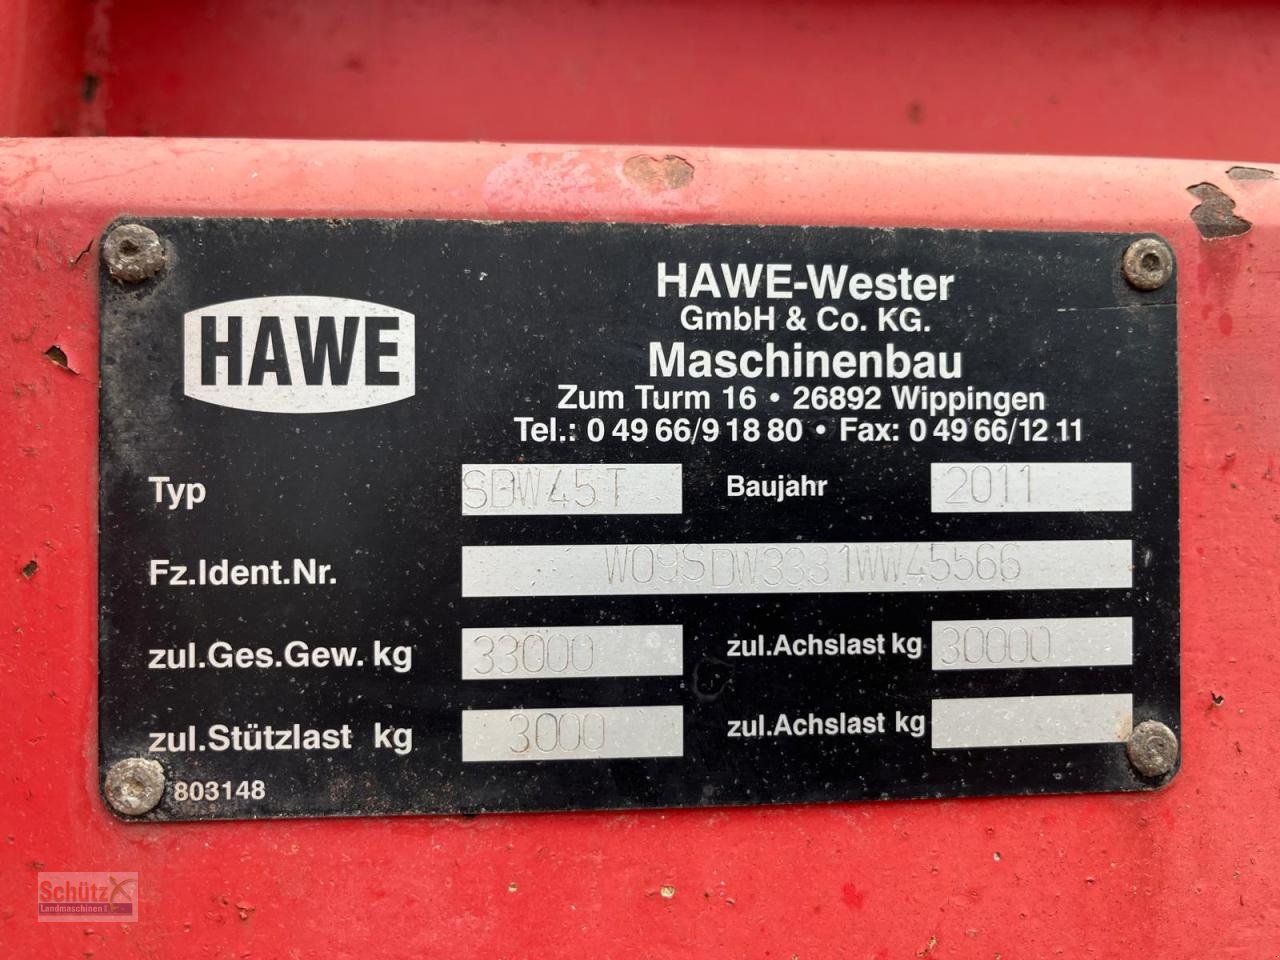 HAWE
HAWE-Wester
GmbH & Co. KG.
Maschinenbau
Zum Turm 16 • 26892 Wippingen
Tel.: 0 49 66/9 18 80 • Fax: 0 49 66/12 11
Typ SDW45T Baujahr 2011
Fz.Ident.Nr. W09SDW3331WW45566
zul.Ges.Gew. kg 33000 zul.Achslast kg 30000
zul.Stützlast kg 3000 zul.Achslast kg
803148
Schütz
Landmaschinen